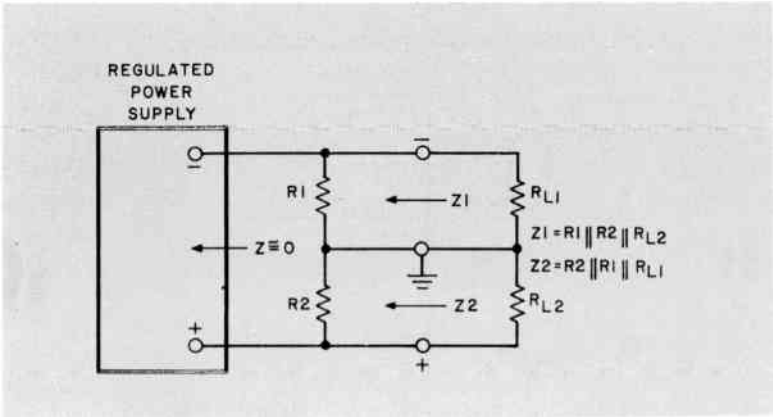 REGULATED
POWER
SUPPLY
−
−
R1
Z1
RL1
Z≅0
Z1=R1||R2||RL2
Z2=R2||R1||RL1
R2
Z2
RL2
+
+